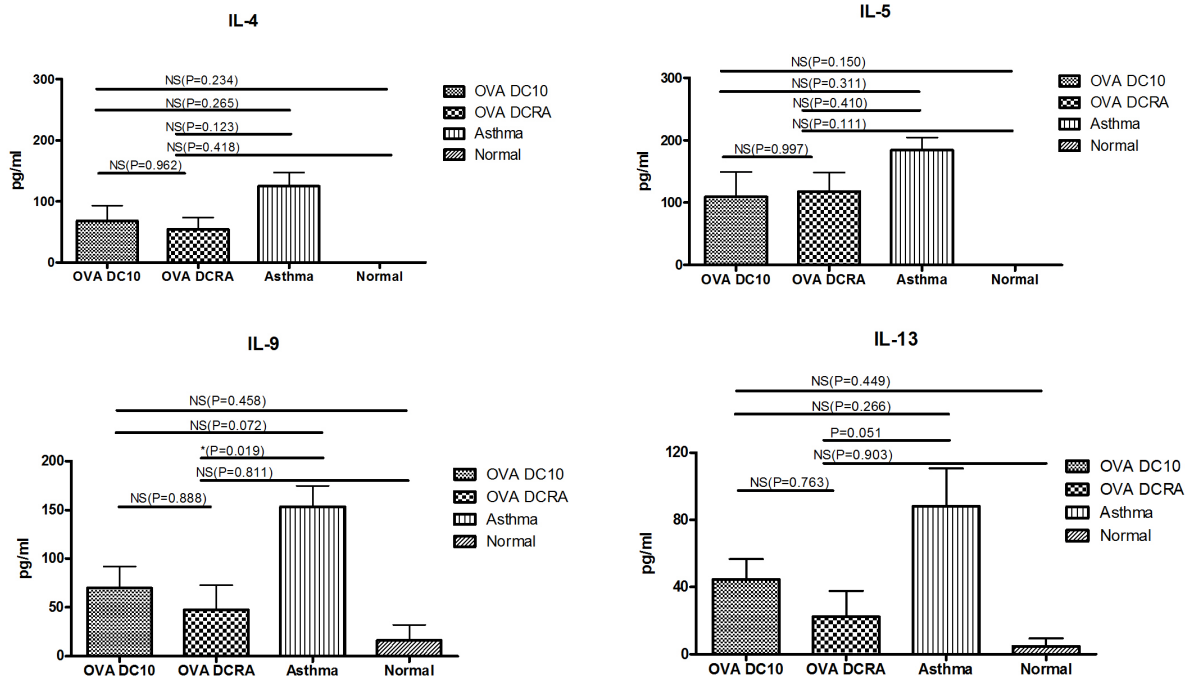 IL-4
300
200
100
0
pg/ml
NS(P=0.234)
NS(P=0.265)
NS(P=0.123)
NS(P=0.418)
NS(P=0.962)
OVA DC10
OVA DCRA
Asthma
Normal
OVA DC10
OVA DCRA
Asthma
Normal
IL-5
300
200
100
0
pg/ml
NS(P=0.150)
NS(P=0.311)
NS(P=0.410)
NS(P=0.111)
NS(P=0.997)
OVA DC10
OVA DCRA
Asthma
Normal
OVA DC10
OVA DCRA
Asthma
Normal
IL-9
200
150
100
50
0
pg/ml
NS(P=0.458)
NS(P=0.072)
*(P=0.019)
NS(P=0.811)
NS(P=0.888)
OVA DC10
OVA DCRA
Asthma
Normal
OVA DC10
OVA DCRA
Asthma
Normal
IL-13
120
80
40
0
pg/ml
NS(P=0.449)
NS(P=0.266)
P=0.051
NS(P=0.903)
NS(P=0.763)
OVA DC10
OVA DCRA
Asthma
Normal
OVA DC10
OVA DCRA
Asthma
Normal